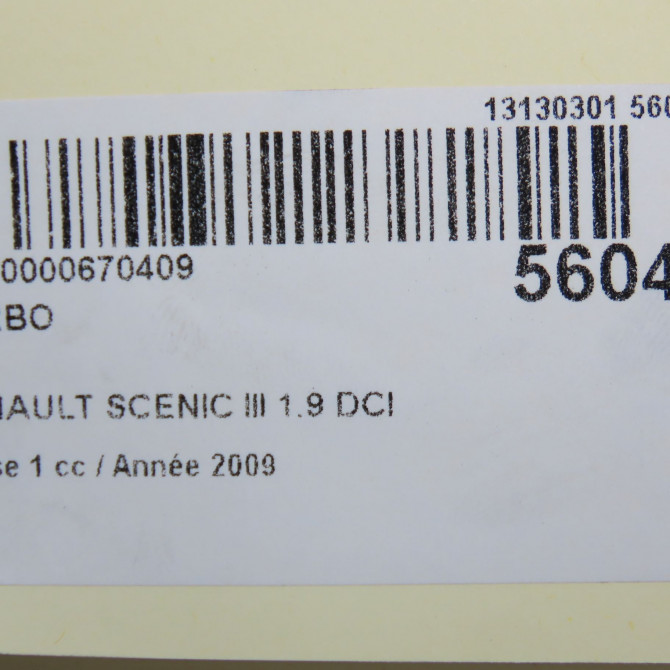 13130301 560
0000670409
5604
BO
AULT SCENIC III 1.9 DCI
se 1 cc / Année 2009